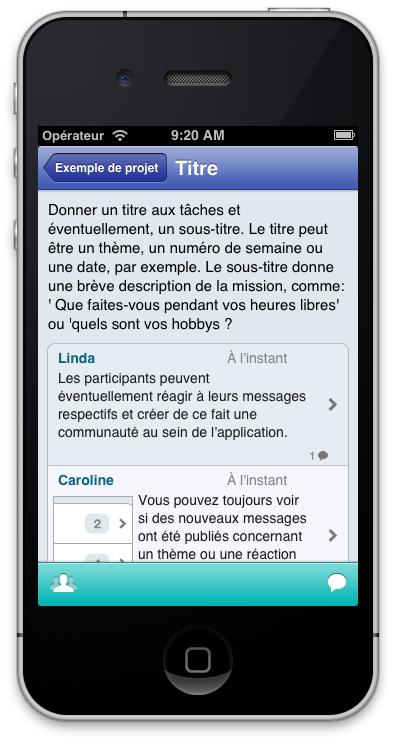 Opérateur 9:20 AM
Exemple de projet Titre
Donner un titre aux tâches et
éventuellement, un sous-titre. Le titre peut
être un thème, un numéro de semaine ou
une date, par exemple. Le sous-titre donne
une brève description de la mission, comme:
' Que faites-vous pendant vos heures libres'
ou 'quels sont vos hobbys ?
Linda À l'instant
Les participants peuvent
éventuellement réagir à leurs messages
respectifs et créer de ce fait une
communauté au sein de l'application.
1
Caroline À l'instant
2
Vous pouvez toujours voir
si des nouveaux messages
ont été publiés concernant
un thème ou une réaction